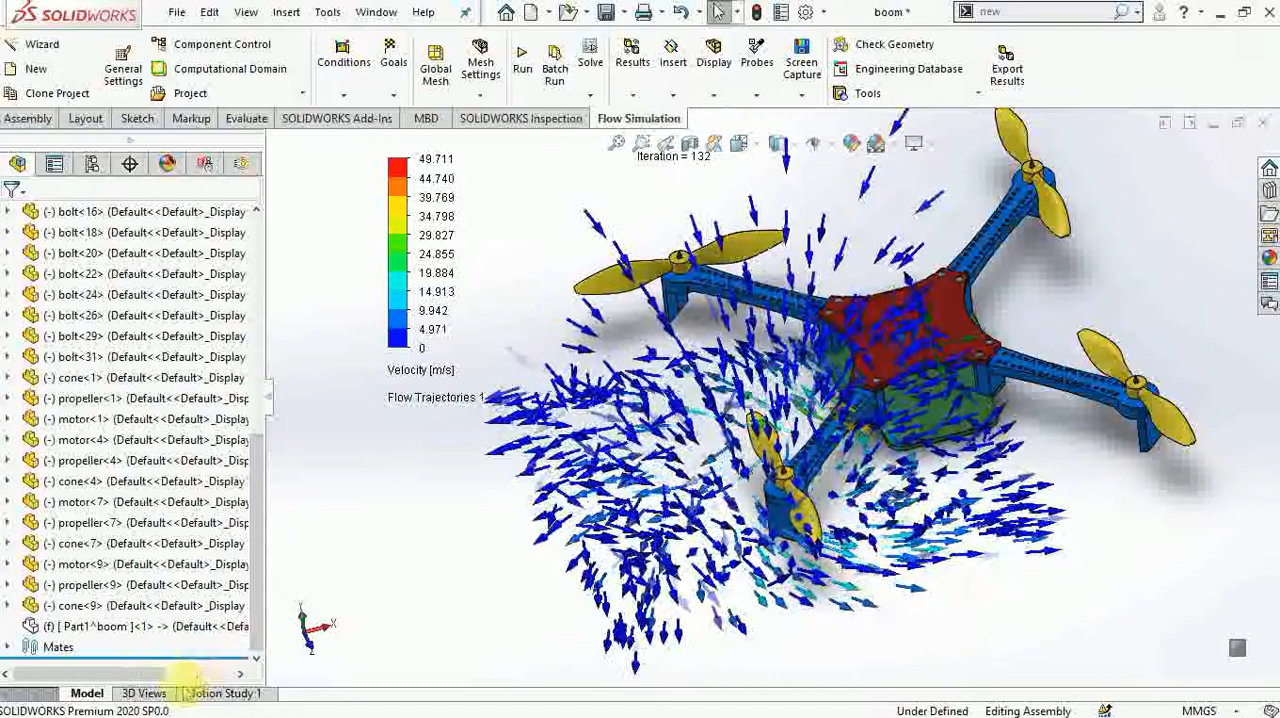 SOLIDWORKS File Edit View Insert Tools Window Help boom * new
Wizard
New
Clone Project
General Settings
Component Control
Computational Domain
Project
Conditions
Goals
Global Mesh
Mesh Settings
Run
Batch Run
Solve
Results
Insert
Display
Probes
Screen Capture
Check Geometry
Engineering Database
Tools
Export Results
Assembly Layout Sketch Markup Evaluate SOLIDWORKS Add-Ins MBD SOLIDWORKS Inspection Flow Simulation
Iteration = 132
49.711
44.740
39.769
34.798
29.827
24.855
19.884
14.913
9.942
4.971
0
Velocity [m/s]
Flow Trajectories 1
(-) bolt<16> (Default<<Default>_Display
(-) bolt<18> (Default<<Default>_Display
(-) bolt<20> (Default<<Default>_Display
(-) bolt<22> (Default<<Default>_Display
(-) bolt<24> (Default<<Default>_Display
(-) bolt<26> (Default<<Default>_Display
(-) bolt<29> (Default<<Default>_Display
(-) bolt<31> (Default<<Default>_Display
(-) cone<1> (Default<<Default>_Display
(-) propeller<1> (Default<<Default>_Disp
(-) motor<1> (Default<<Default>_Displa
(-) motor<4> (Default<<Default>_Displa
(-) propeller<4> (Default<<Default>_Disp
(-) cone<4> (Default<<Default>_Display
(-) motor<7> (Default<<Default>_Displa
(-) propeller<7> (Default<<Default>_Disp
(-) cone<7> (Default<<Default>_Display
(-) motor<9> (Default<<Default>_Displa
(-) propeller<9> (Default<<Default>_Disp
(-) cone<9> (Default<<Default>_Display
(f) [ Part1^boom ]<1> -> (Default<<Defa
Mates
Y
X
Z
Model 3D Views Motion Study 1
SOLIDWORKS Premium 2020 SP0.0 Under Defined Editing Assembly MMGS